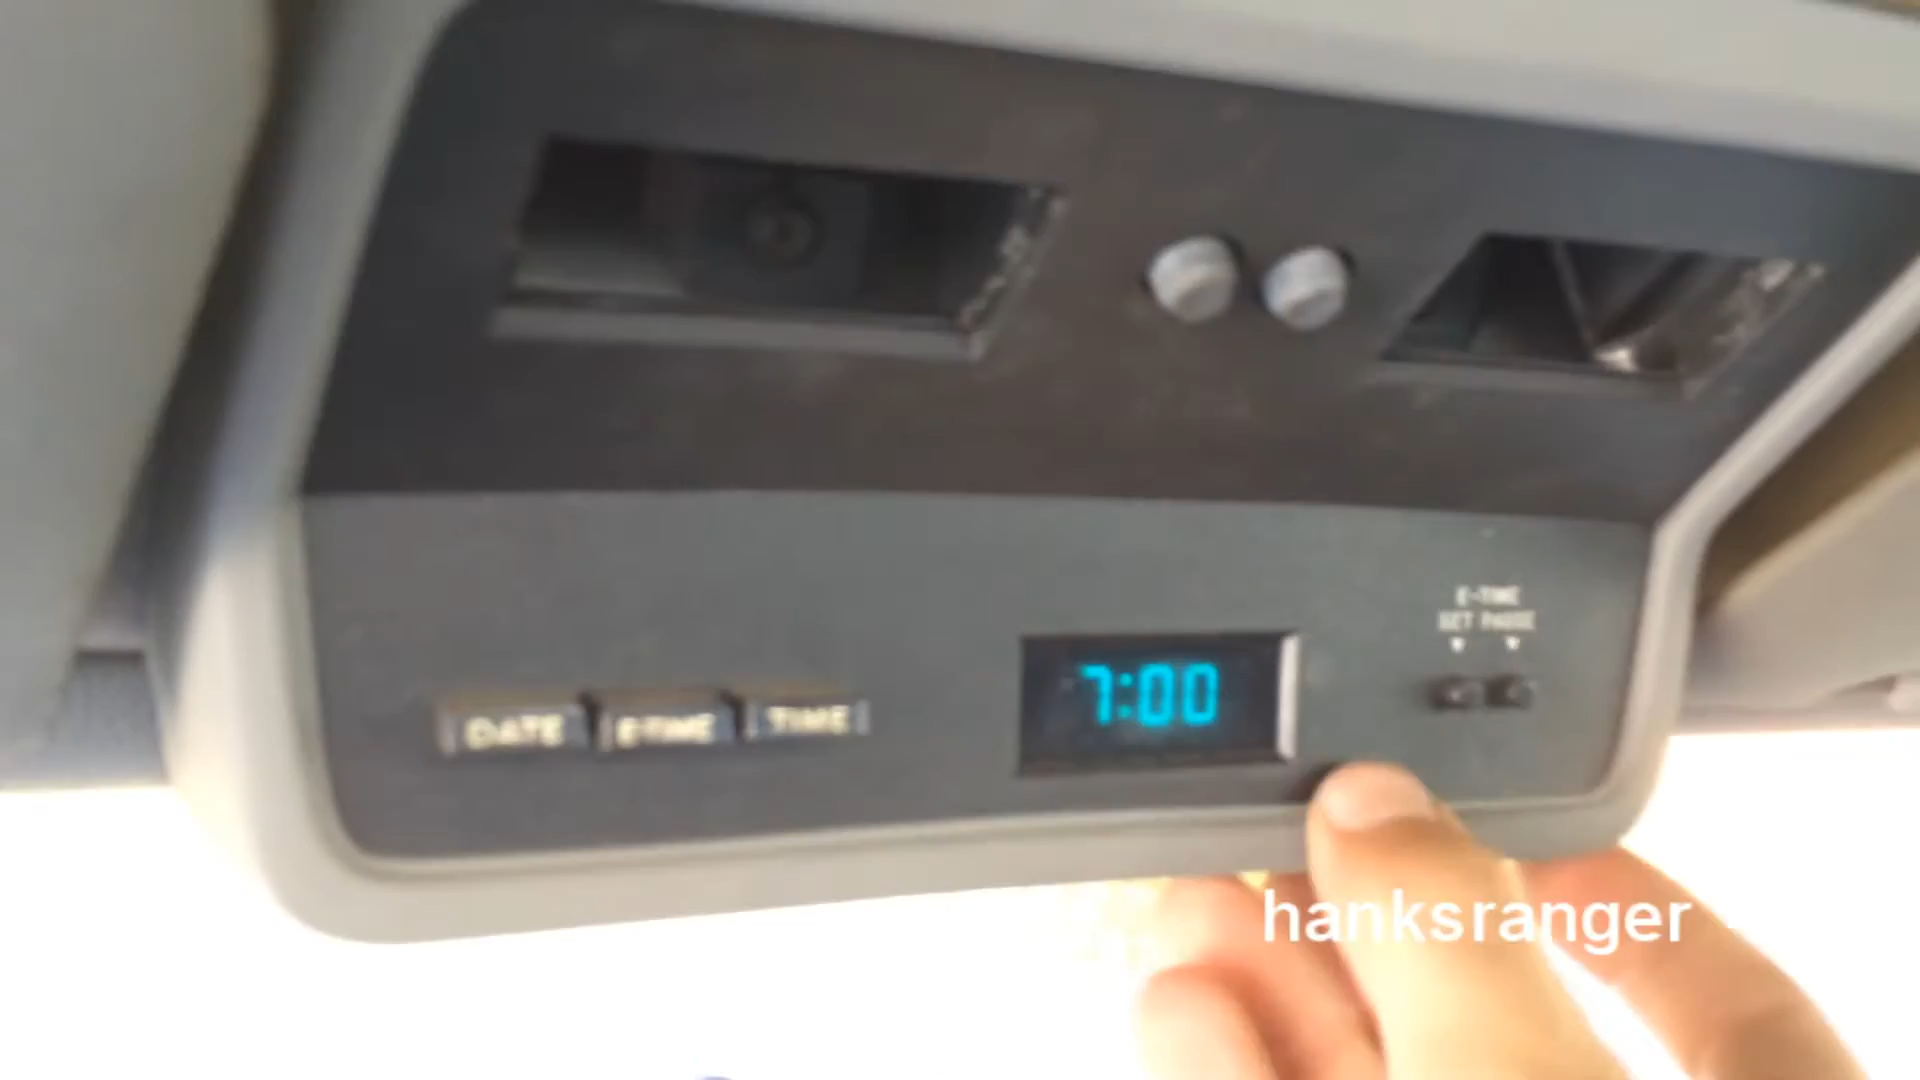 E-TIME
SET PAUSE
DATE E-TIME TIME
7:00
hanksranger